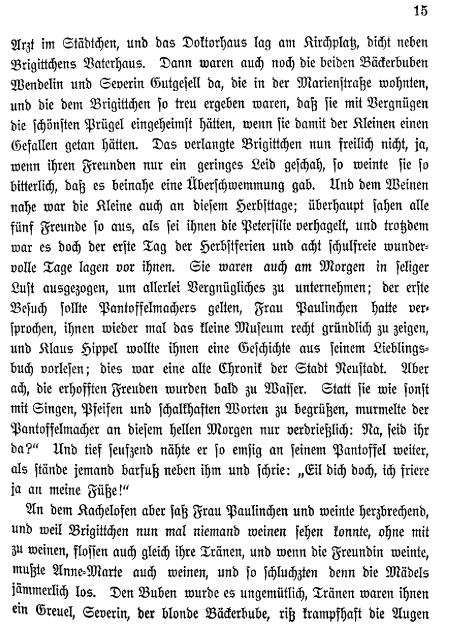 15
Arzt im Städtchen, und das Doktorhaus lag am Kirchplatz, dicht neben
Brigittchens Vaterhaus. Dann waren auch noch die beiden Bäckerbuben
Wendelin und Severin Gutgesell da, die in der Marienstraße wohnten,
und die dem Brigittchen so treu ergeben waren, daß sie mit Vergnügen
die schönsten Prügel eingeheimst hätten, wenn sie damit der Kleinen einen
Gefallen getan hätten. Das verlangte Brigittchen nun freilich nicht, ja,
wenn ihren Freunden nur ein geringes Leid geschah, so weinte sie so
bitterlich, daß es beinahe eine Überschwemmung gab. Und dem Weinen
nahe war die Kleine auch an diesem Herbsttage; überhaupt sahen alle
fünf Freunde so aus, als sei ihnen die Petersilie verhagelt, und trotzdem
war es doch der erste Tag der Herbstferien und acht schulfreie wunder-
volle Tage lagen vor ihnen. Sie waren auch am Morgen in seliger
Lust ausgezogen, um allerlei Vergnügliches zu unternehmen; der erste
Besuch sollte Pantoffelmachers gelten, Frau Paulinchen hatte ver-
sprochen, ihnen wieder mal das kleine Museum recht gründlich zu zeigen,
und Klaus Hippel wollte ihnen eine Geschichte aus seinem Lieblings-
buch vorlesen; dies war eine alte Chronik der Stadt Neustadt. Aber
ach, die erhofften Freuden wurden bald zu Wasser. Statt sie wie sonst
mit Singen, Pfeifen und schalkhaften Worten zu begrüßen, murmelte der
Pantoffelmacher an diesem hellen Morgen nur verdrießlich: Na, seid ihr
da?“ Und tief seufzend nähte er so emsig an seinem Pantoffel weiter,
als stände jemand barfuß neben ihm und schrie: „Eil dich doch, ich friere
ja an meine Füße!“
An dem Kachelofen aber saß Frau Paulinchen und weinte herzbrechend,
und weil Brigittchen nun mal niemand weinen sehen konnte, ohne mit
zu weinen, flossen auch gleich ihre Tränen, und wenn die Freundin weinte,
mußte Anne-Marte auch weinen, und so schluchzten denn die Mädels
jämmerlich los. Den Buben wurde es ungemütlich, Tränen waren ihnen
ein Greuel, Severin, der blonde Bäckerbube, riß krampfhaft die Augen